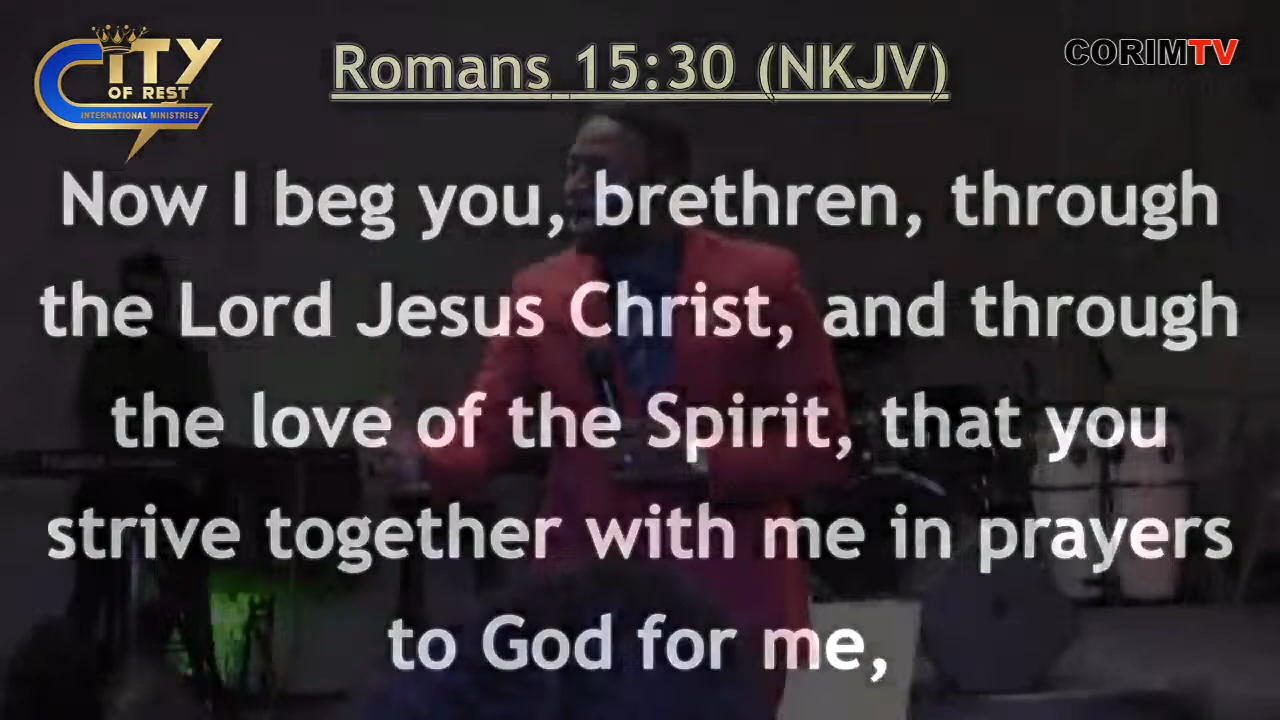 CITY
OF REST
INTERNATIONAL MINISTRIES
Romans 15:30 (NKJV)
CORIMTV
Now I beg you, brethren, through
the Lord Jesus Christ, and through
the love of the Spirit, that you
strive together with me in prayers
to God for me,